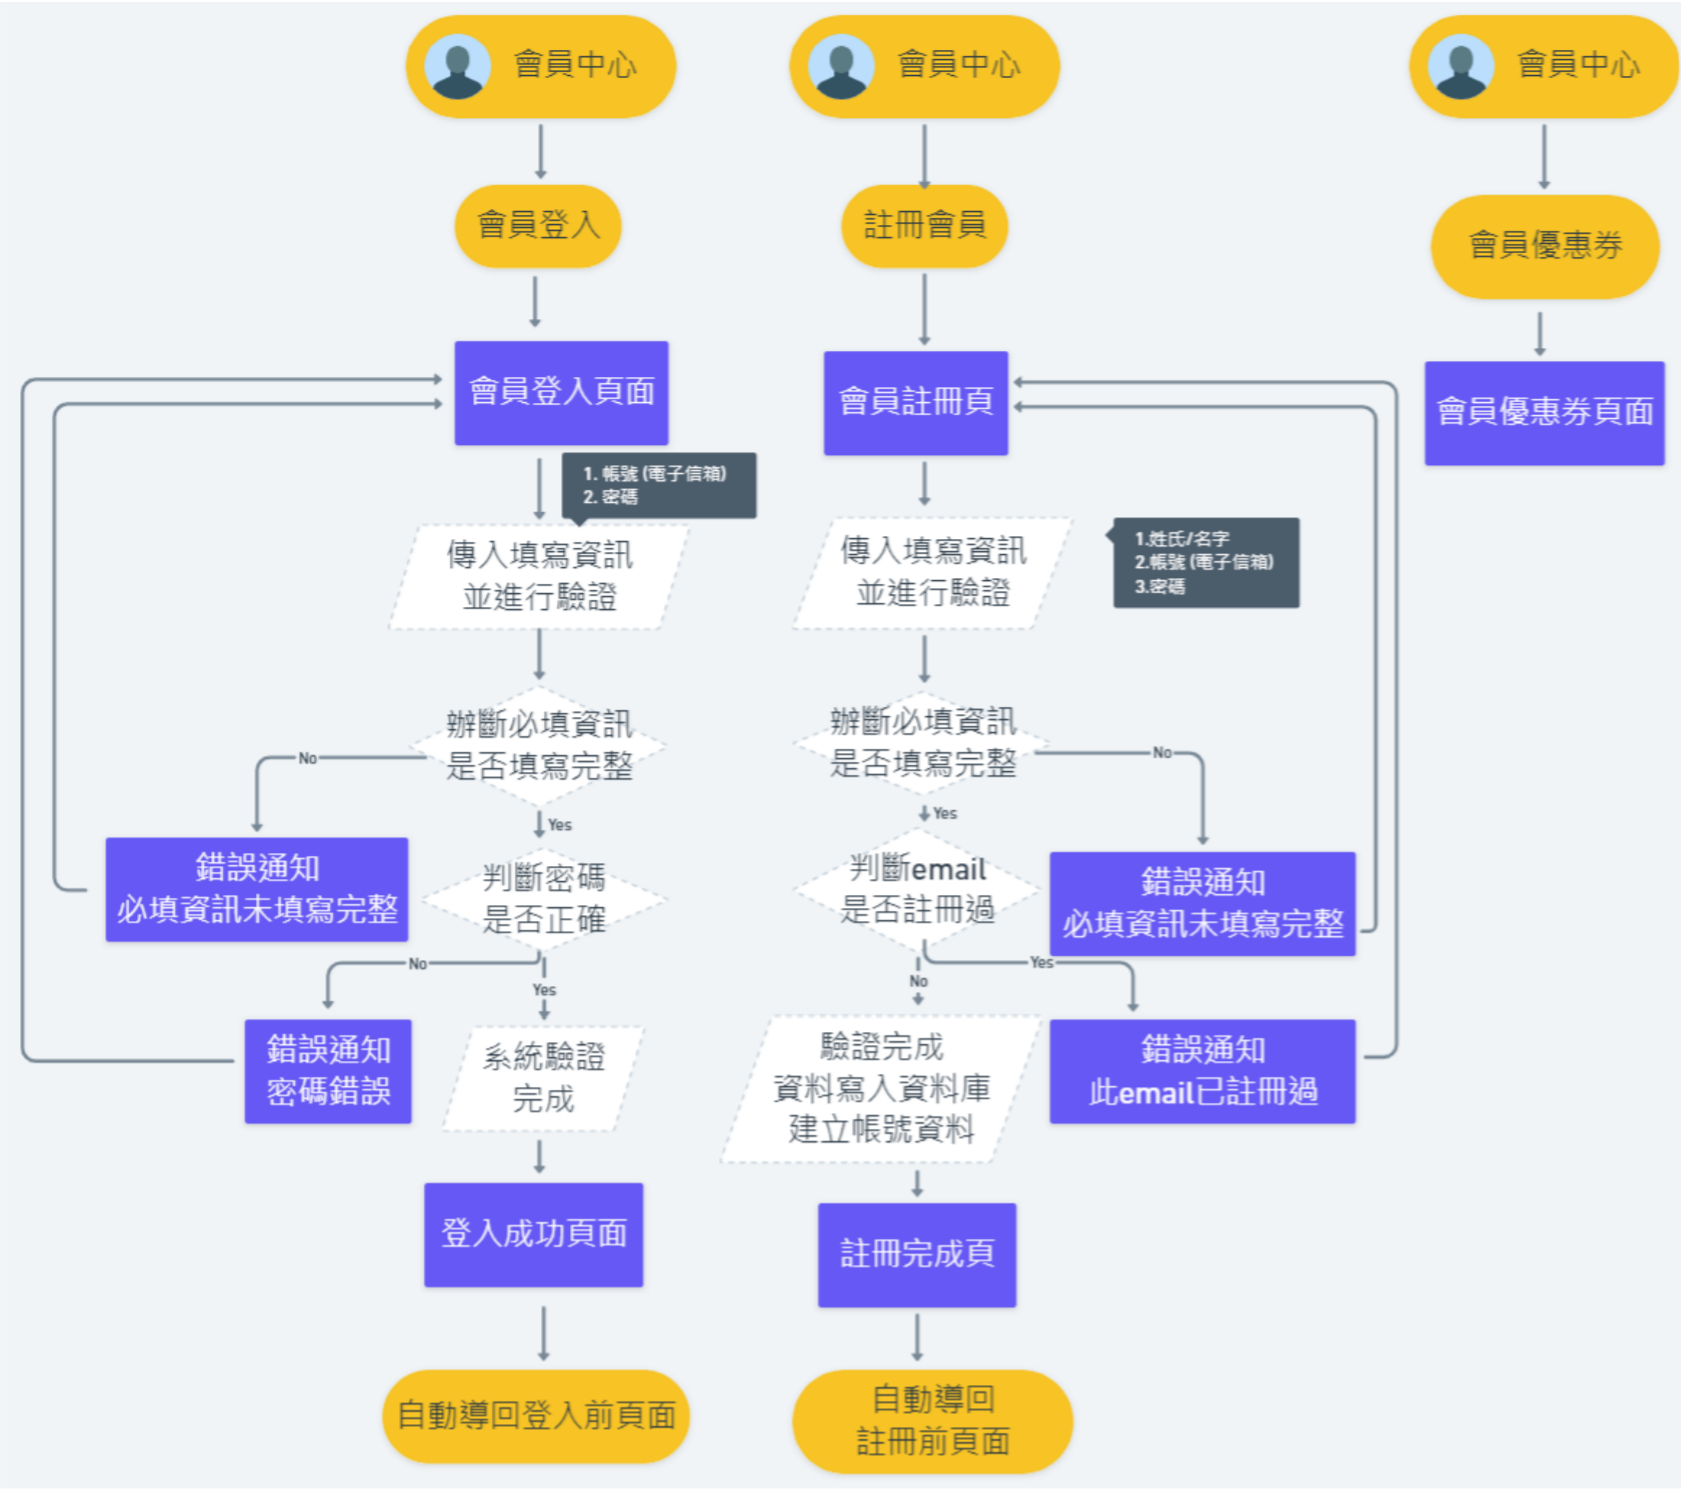 會員中心
會員登入
會員登入頁面
1. 帳號 (電子信箱)
2. 密碼
傳入填寫資訊
並進行驗證
辦斷必填資訊
是否填寫完整
No
Yes
錯誤通知
必填資訊未填寫完整
判斷密碼
是否正確
No
Yes
錯誤通知
密碼錯誤
系統驗證
完成
登入成功頁面
自動導回登入前頁面
會員中心
註冊會員
會員註冊頁
傳入填寫資訊
並進行驗證
1.姓氏/名字
2.帳號 (電子信箱)
3.密碼
辦斷必填資訊
是否填寫完整
No
Yes
判斷email
是否註冊過
錯誤通知
必填資訊未填寫完整
Yes
No
驗證完成
資料寫入資料庫
建立帳號資料
錯誤通知
此email已註冊過
註冊完成頁
自動導回
註冊前頁面
會員中心
會員優惠券
會員優惠券頁面